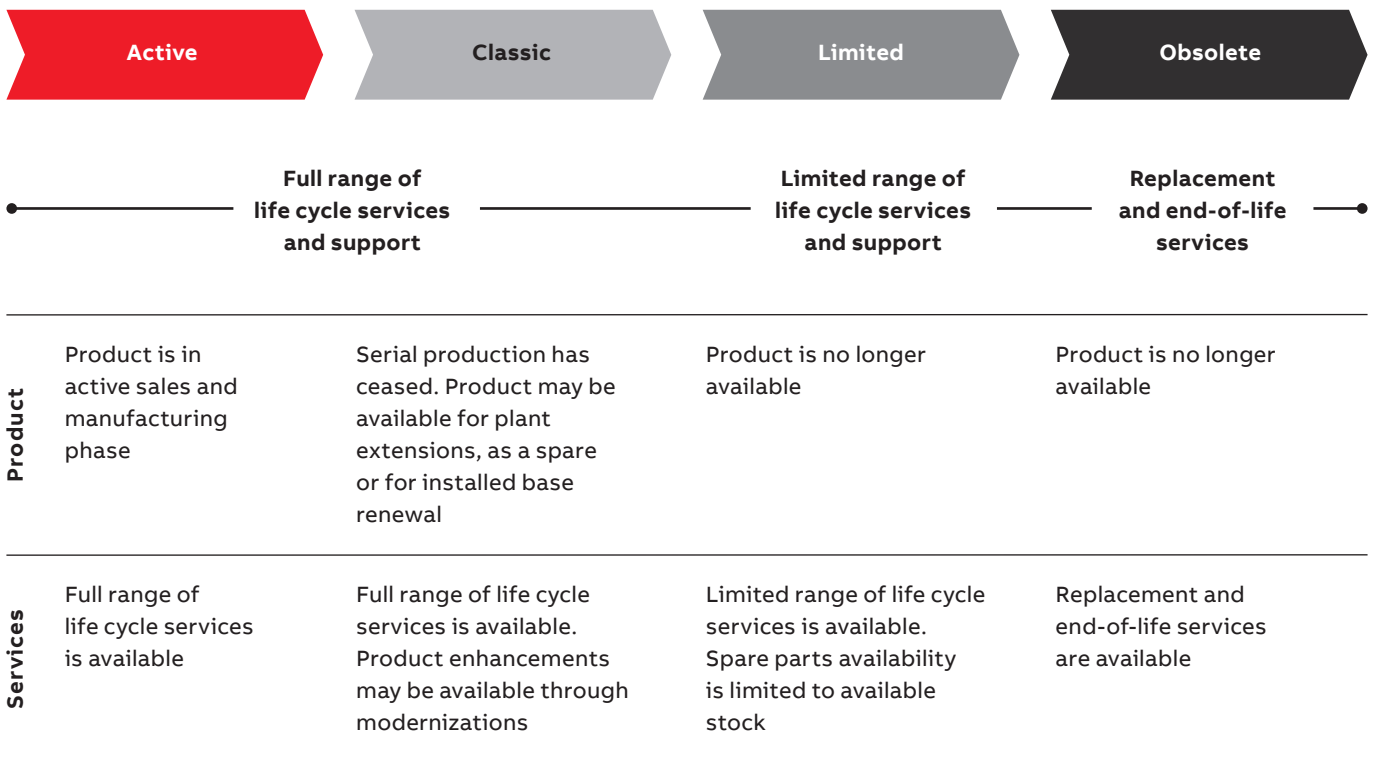 Active
Classic
Limited
Obsolete
Full range of
life cycle services
and support
Limited range of
life cycle services
and support
Replacement
and end-of-life
services
Product
Product is in
active sales and
manufacturing
phase
Serial production has
ceased. Product may be
available for plant
extensions, as a spare
or for installed base
renewal
Product is no longer
available
Product is no longer
available
Services
Full range of
life cycle services
is available
Full range of life cycle
services is available.
Product enhancements
may be available through
modernizations
Limited range of life cycle
services is available.
Spare parts availability
is limited to available
stock
Replacement and
end-of-life services
are available